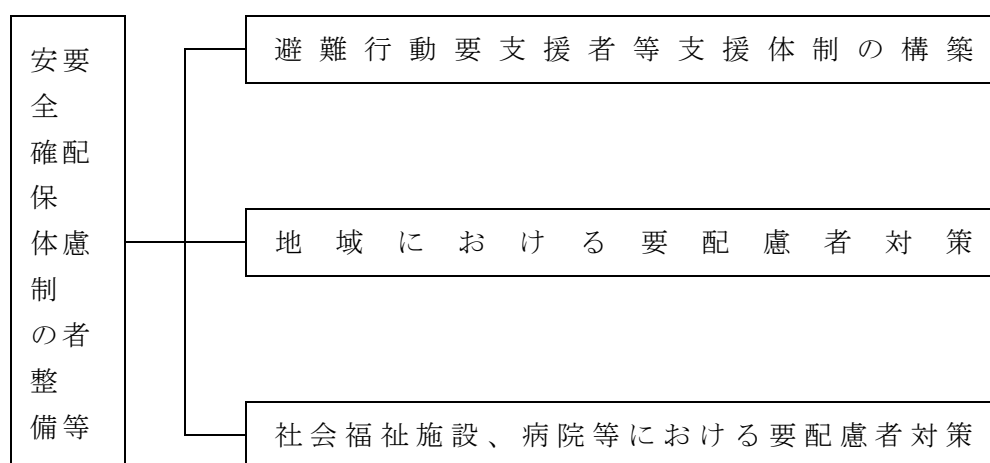 要配慮者等
安全確保体制の整備
避難行動要支援者等支援体制の構築
地域における要配慮者対策
社会福祉施設、病院等における要配慮者対策